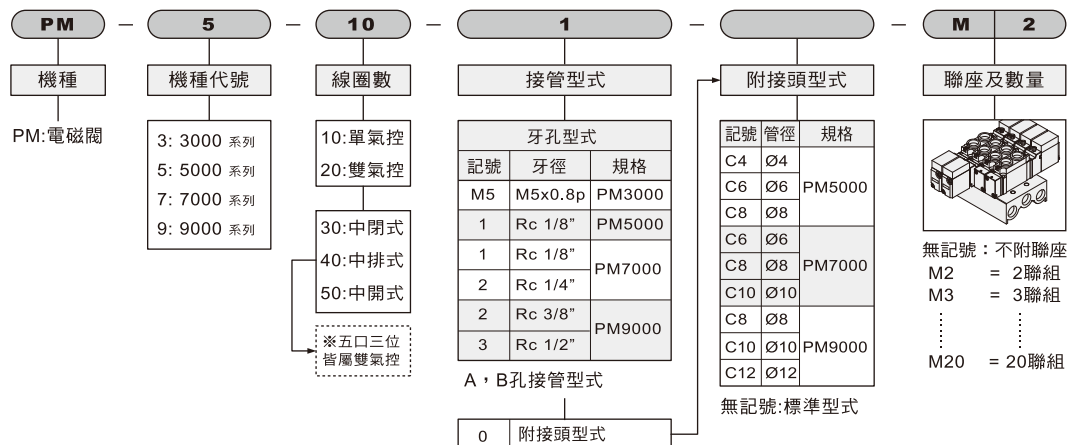 PM — 5 — 10 — 1 — — M 2
機種
PM:電磁閥
機種代號
3: 3000 系列
5: 5000 系列
7: 7000 系列
9: 9000 系列
線圈數
10:單氣控
20:雙氣控
30:中閉式
40:中排式
50:中開式
※五口三位
皆屬雙氣控
接管型式
牙孔型式
記號 牙徑 規格
M5 M5x0.8p PM3000
1 Rc 1/8" PM5000
1 Rc 1/8" PM7000
2 Rc 1/4"
2 Rc 3/8" PM9000
3 Rc 1/2"
A，B孔接管型式
0 附接頭型式
附接頭型式
記號 管徑 規格
C4 Ø4
C6 Ø6 PM5000
C8 Ø8
C6 Ø6
C8 Ø8 PM7000
C10 Ø10
C8 Ø8
C10 Ø10 PM9000
C12 Ø12
無記號:標準型式
聯座及數量
無記號：不附聯座
M2 = 2聯組
M3 = 3聯組
M20 = 20聯組